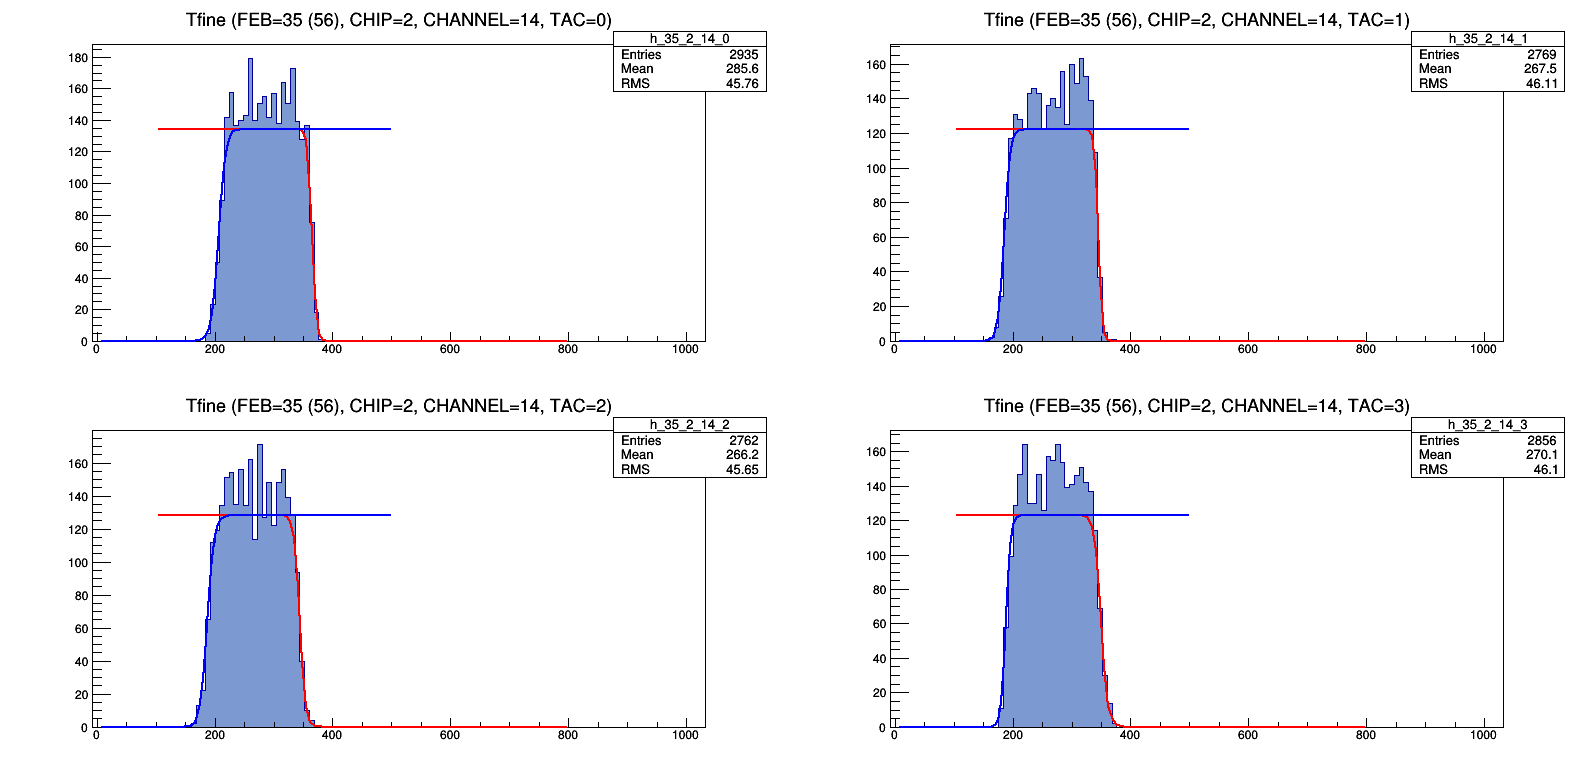 Tfine (FEB=35 (56), CHIP=2, CHANNEL=14, TAC=0)
h_35_2_14_0
Entries 2935
Mean 285.6
RMS 45.76
180
160
140
120
100
80
60
40
20
0
0 200 400 600 800 1000
Tfine (FEB=35 (56), CHIP=2, CHANNEL=14, TAC=1)
h_35_2_14_1
Entries 2769
Mean 267.5
RMS 46.11
160
140
120
100
80
60
40
20
0
0 200 400 600 800 1000
Tfine (FEB=35 (56), CHIP=2, CHANNEL=14, TAC=2)
h_35_2_14_2
Entries 2762
Mean 266.2
RMS 45.65
160
140
120
100
80
60
40
20
0
0 200 400 600 800 1000
Tfine (FEB=35 (56), CHIP=2, CHANNEL=14, TAC=3)
h_35_2_14_3
Entries 2856
Mean 270.1
RMS 46.1
160
140
120
100
80
60
40
20
0
0 200 400 600 800 1000